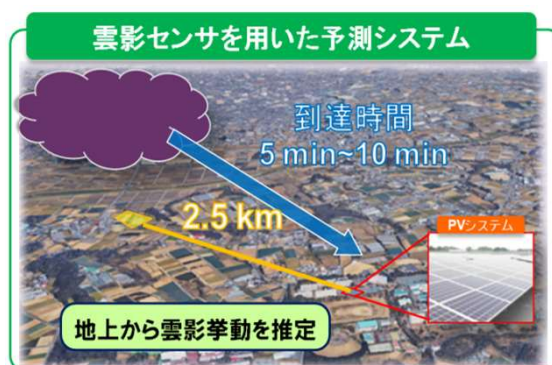 雲影センサを用いた予測システム
到達時間
5 min~10 min
2.5 km
PVシステム
地上から雲影挙動を推定